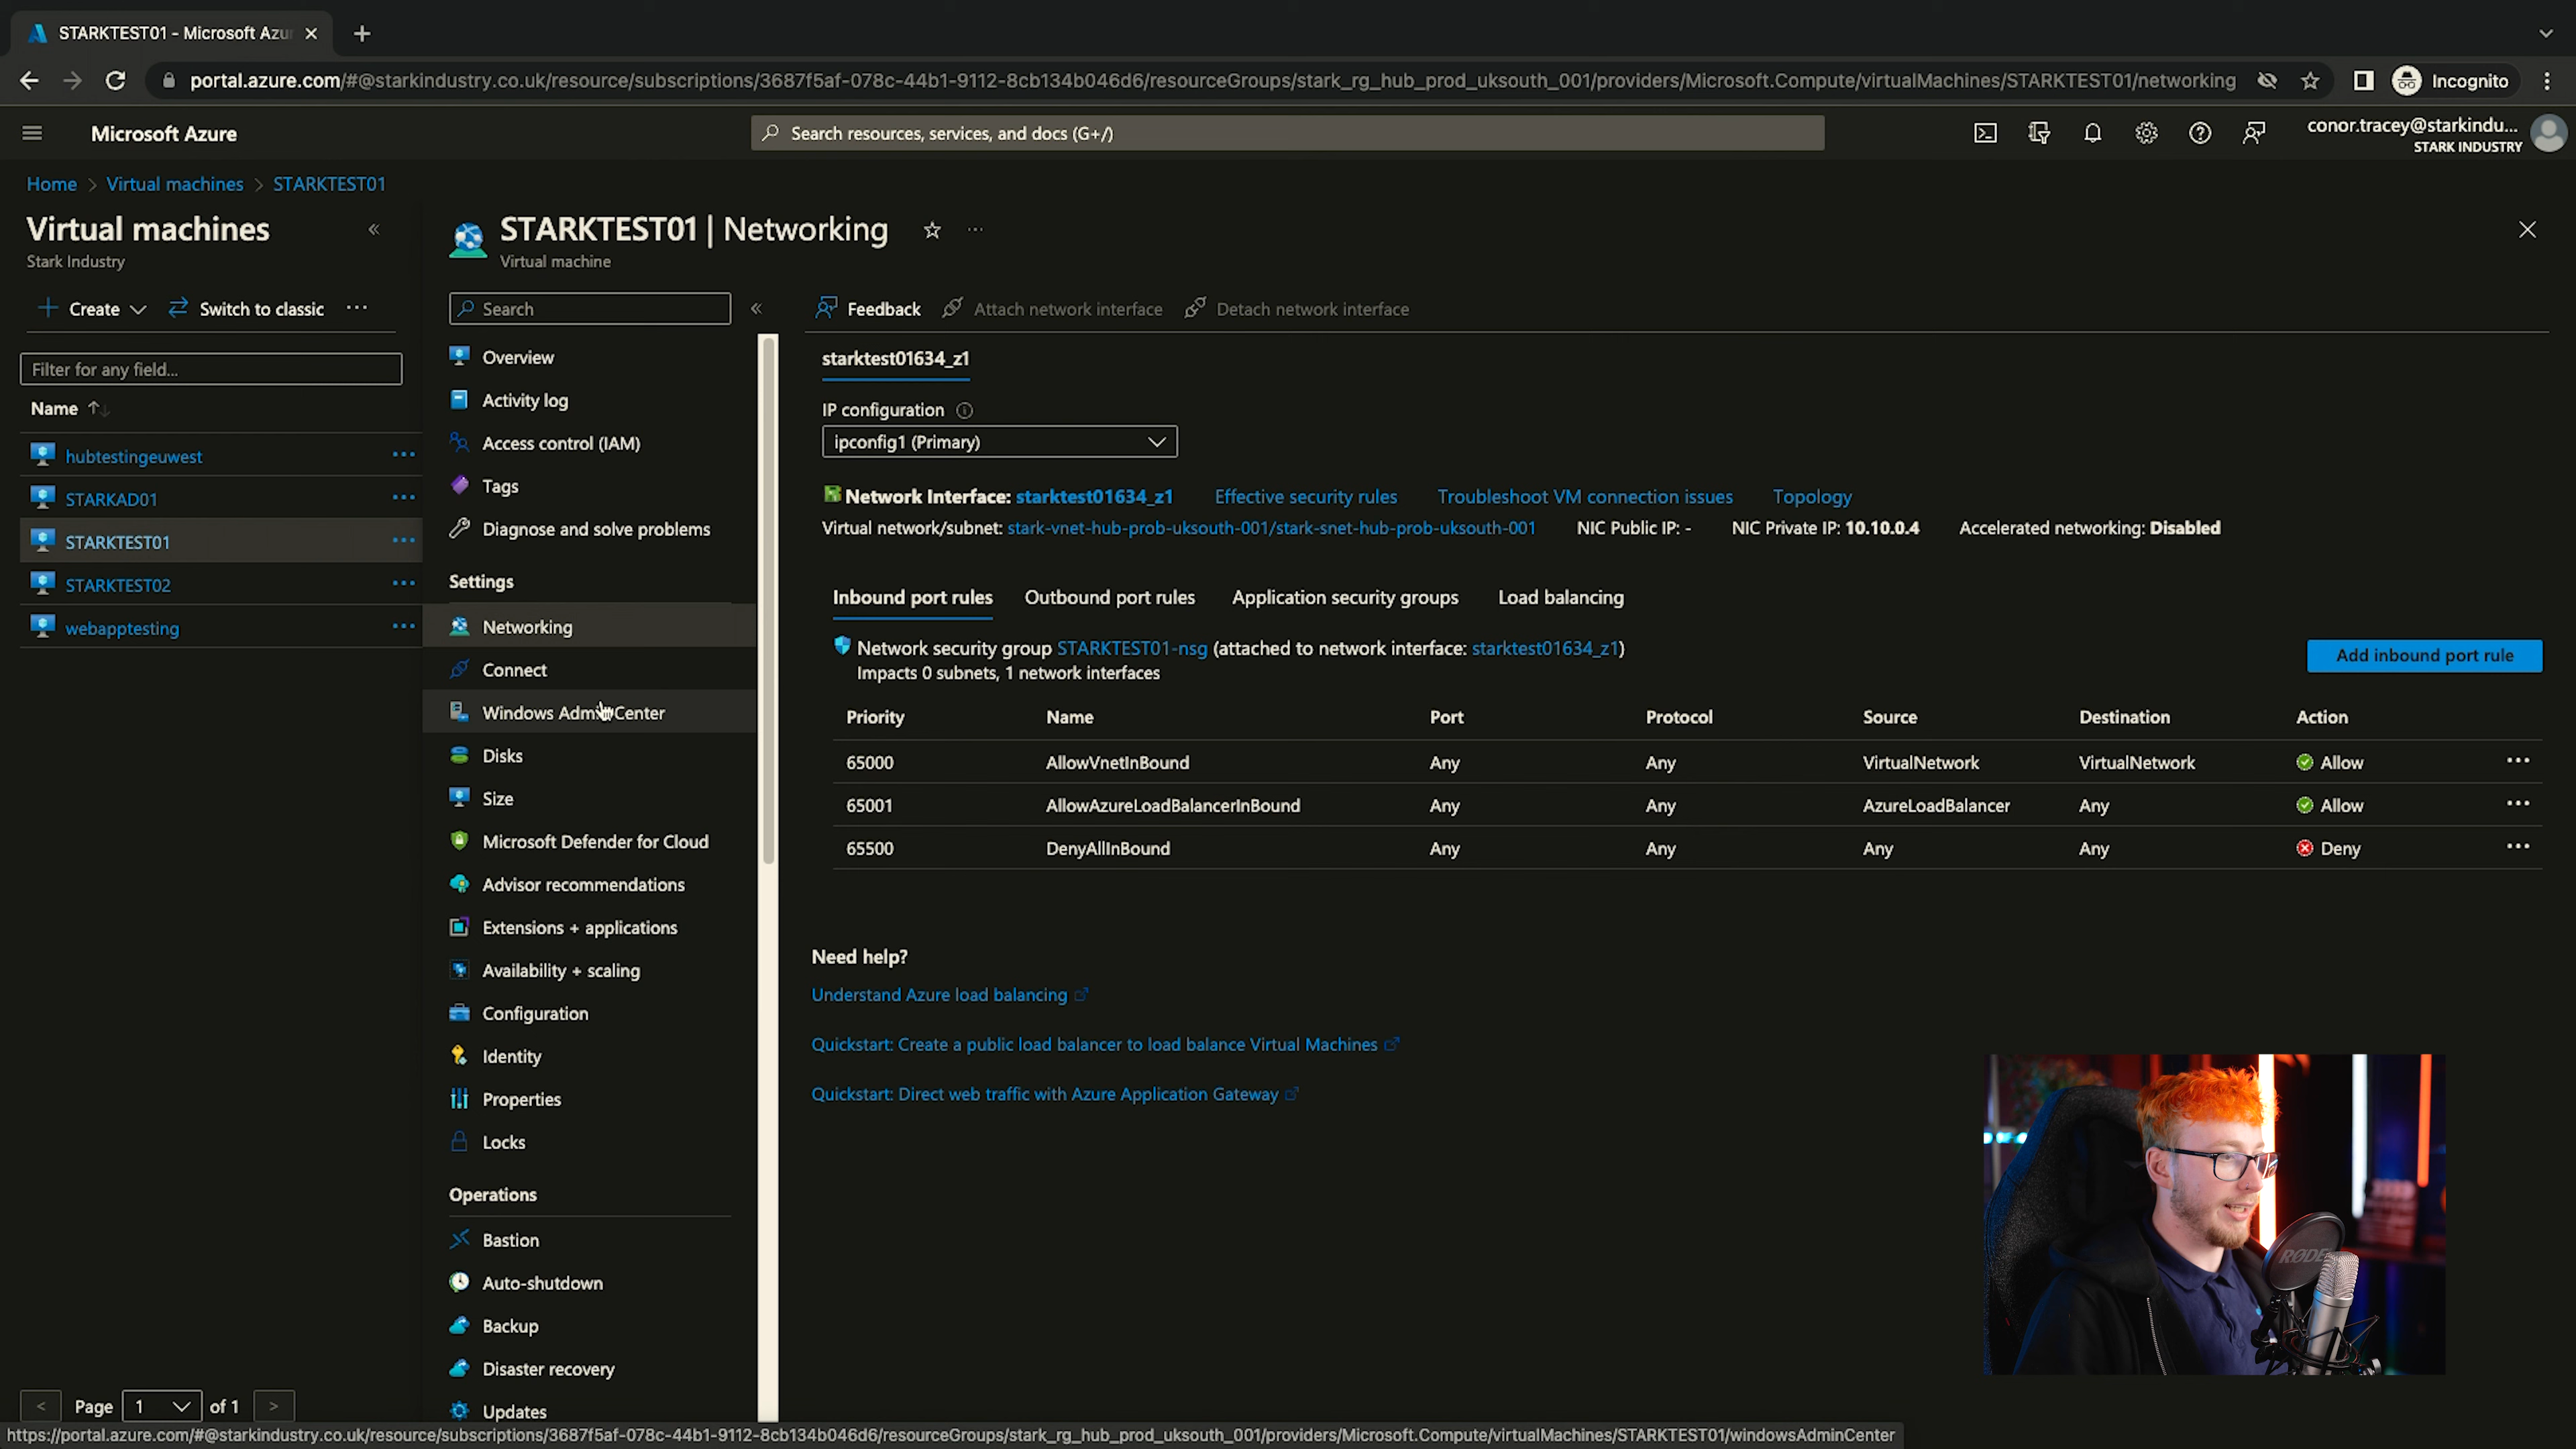 STARKTEST01 - Microsoft Azu
portal.azure.com/#@starkindustry.co.uk/resource/subscriptions/3687f5af-078c-44b1-9112-8cb134b046d6/resourceGroups/stark_rg_hub_prod_uksouth_001/providers/Microsoft.Compute/virtualMachines/STARKTEST01/networking
Incognito
Microsoft Azure
Search resources, services, and docs (G+/)
conor.tracey@starkindu...
STARK INDUSTRY
Home > Virtual machines > STARKTEST01
Virtual machines
Stark Industry
Create
Switch to classic
Filter for any field...
Name
hubtestingeuwest
STARKAD01
STARKTEST01
STARKTEST02
webapptesting
Page 1 of 1
STARKTEST01 | Networking
Virtual machine
Search
Overview
Activity log
Access control (IAM)
Tags
Diagnose and solve problems
Settings
Networking
Connect
Windows Admin Center
Disks
Size
Microsoft Defender for Cloud
Advisor recommendations
Extensions + applications
Availability + scaling
Configuration
Identity
Properties
Locks
Operations
Bastion
Auto-shutdown
Backup
Disaster recovery
Updates
Feedback
Attach network interface
Detach network interface
starktest01634_z1
IP configuration
ipconfig1 (Primary)
Network Interface: starktest01634_z1 Effective security rules Troubleshoot VM connection issues Topology
Virtual network/subnet: stark-vnet-hub-prob-uksouth-001/stark-snet-hub-prob-uksouth-001 NIC Public IP: - NIC Private IP: 10.10.0.4 Accelerated networking: Disabled
Inbound port rules Outbound port rules Application security groups Load balancing
Network security group STARKTEST01-nsg (attached to network interface: starktest01634_z1)
Impacts 0 subnets, 1 network interfaces
Add inbound port rule
Priority Name Port Protocol Source Destination Action
65000 AllowVnetInBound Any Any VirtualNetwork VirtualNetwork Allow
65001 AllowAzureLoadBalancerInBound Any Any AzureLoadBalancer Any Allow
65500 DenyAllInBound Any Any Any Any Deny
Need help?
Understand Azure load balancing
Quickstart: Create a public load balancer to load balance Virtual Machines
Quickstart: Direct web traffic with Azure Application Gateway
RØDE
https://portal.azure.com/#@starkindustry.co.uk/resource/subscriptions/3687f5af-078c-44b1-9112-8cb134b046d6/resourceGroups/stark_rg_hub_prod_uksouth_001/providers/Microsoft.Compute/virtualMachines/STARKTEST01/windowsAdminCenter